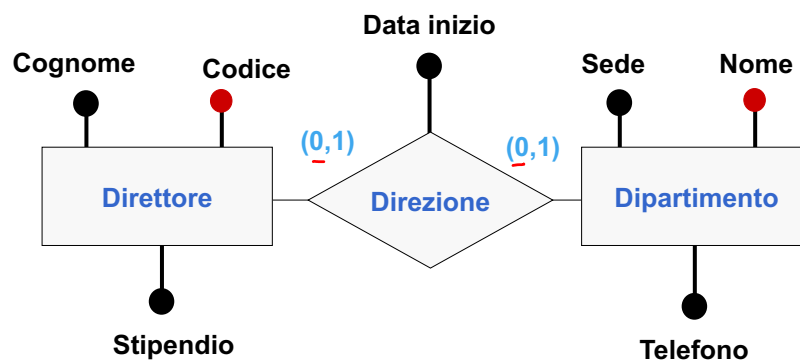 Data inizio
Cognome
Codice
Sede
Nome
(0,1)
(0,1)
Direttore
Direzione
Dipartimento
Stipendio
Telefono